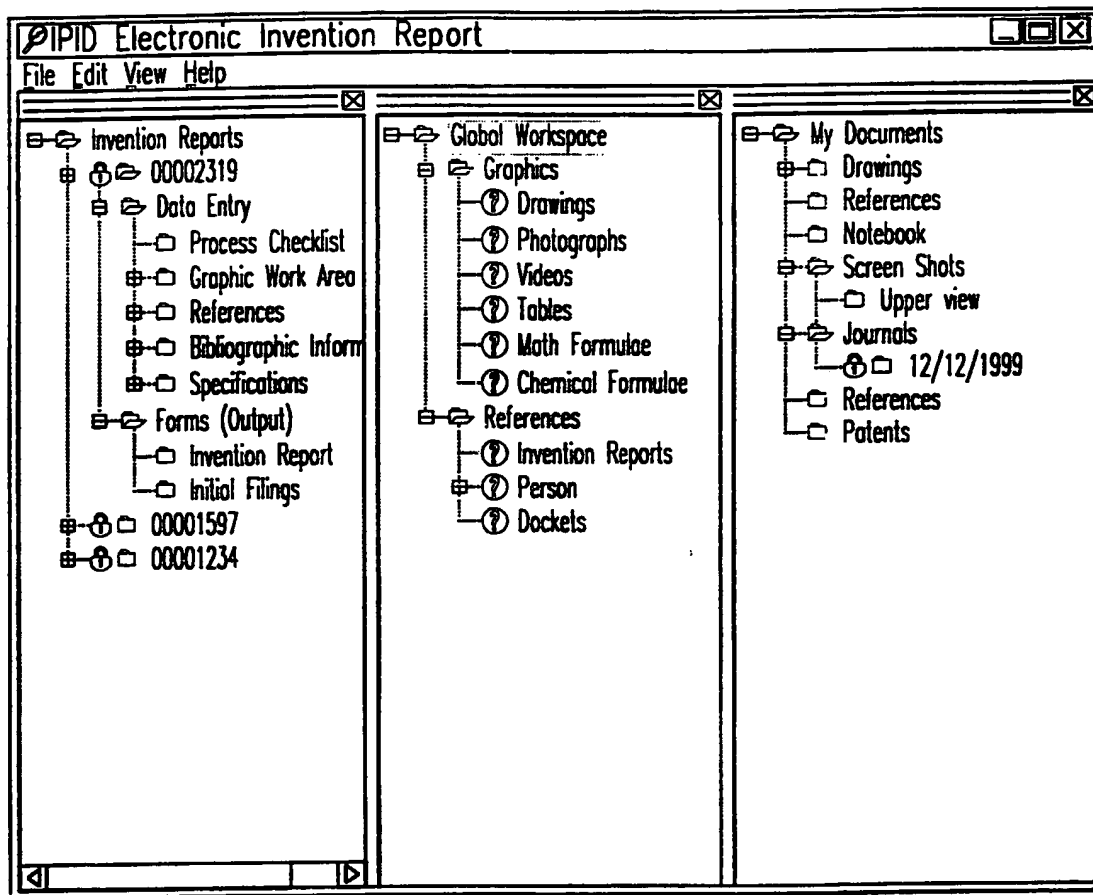 IPID Electronic Invention Report
File Edit View Help
Invention Reports
00002319
Data Entry
Process Checklist
Graphic Work Area
References
Bibliographic Inform
Specifications
Forms (Output)
Invention Report
Initial Filings
00001597
00001234
Global Workspace
Graphics
Drawings
Photographs
Videos
Tables
Math Formulae
Chemical Formulae
References
Invention Reports
Person
Dockets
My Documents
Drawings
References
Notebook
Screen Shots
Upper view
Journals
12/12/1999
References
Patents